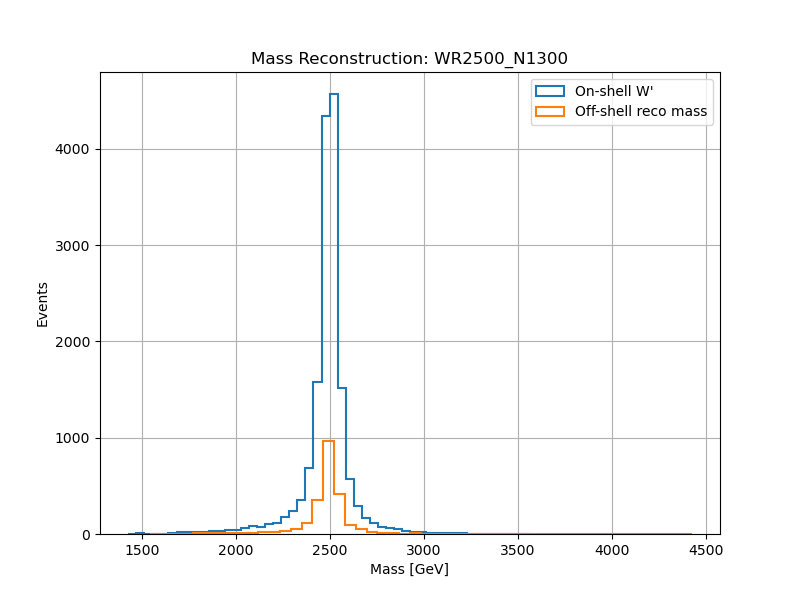 Mass Reconstruction: WR2500_N1300
On-shell W'
Off-shell reco mass
4000
3000
2000
1000
0
Events
1500
2000
2500
3000
3500
4000
4500
Mass [GeV]